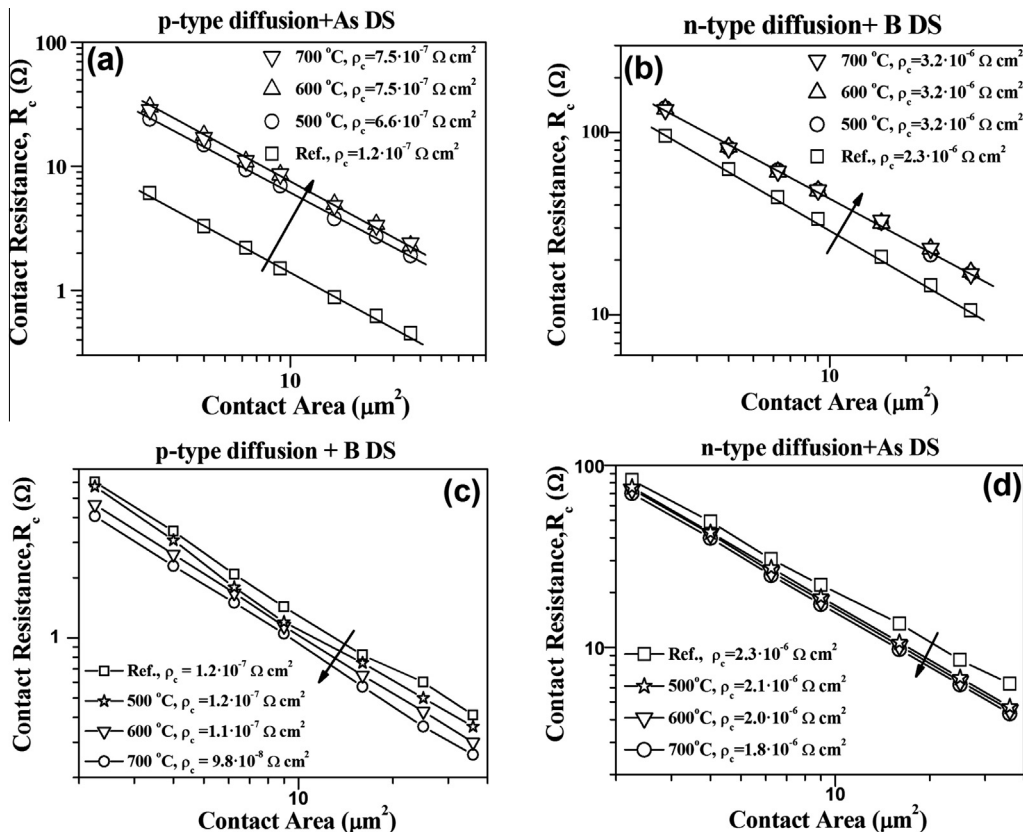 p-type diffusion+As DS
(a)
700 °C, ρc=7.5·10⁻⁷ Ω cm²
600 °C, ρc=7.5·10⁻⁷ Ω cm²
500 °C, ρc=6.6·10⁻⁷ Ω cm²
Ref., ρc=1.2·10⁻⁷ Ω cm²
Contact Resistance, Rc (Ω)
100
10
1
10
Contact Area (μm²)
n-type diffusion+ B DS
(b)
700 °C, ρc=3.2·10⁻⁶ Ω cm²
600 °C, ρc=3.2·10⁻⁶ Ω cm²
500 °C, ρc=3.2·10⁻⁶ Ω cm²
Ref., ρc=2.3·10⁻⁶ Ω cm²
Contact Resistance, Rc (Ω)
100
10
10
Contact Area (μm²)
p-type diffusion + B DS
(c)
Contact Resistance,Rc (Ω)
1
Ref., ρc = 1.2·10⁻⁷ Ω cm²
500 °C, ρc =1.2·10⁻⁷ Ω cm²
600 °C, ρc =1.1·10⁻⁷ Ω cm²
700 °C, ρc = 9.8·10⁻⁸ Ω cm²
10
Contact Area (μm²)
n-type diffusion+As DS
(d)
Contact Resistance,Rc (Ω)
100
10
Ref., ρc=2.3·10⁻⁶ Ω cm²
500°C, ρc=2.1·10⁻⁶ Ω cm²
600°C, ρc=2.0·10⁻⁶ Ω cm²
700°C, ρc=1.8·10⁻⁶ Ω cm²
10
Contact Area (μm²)